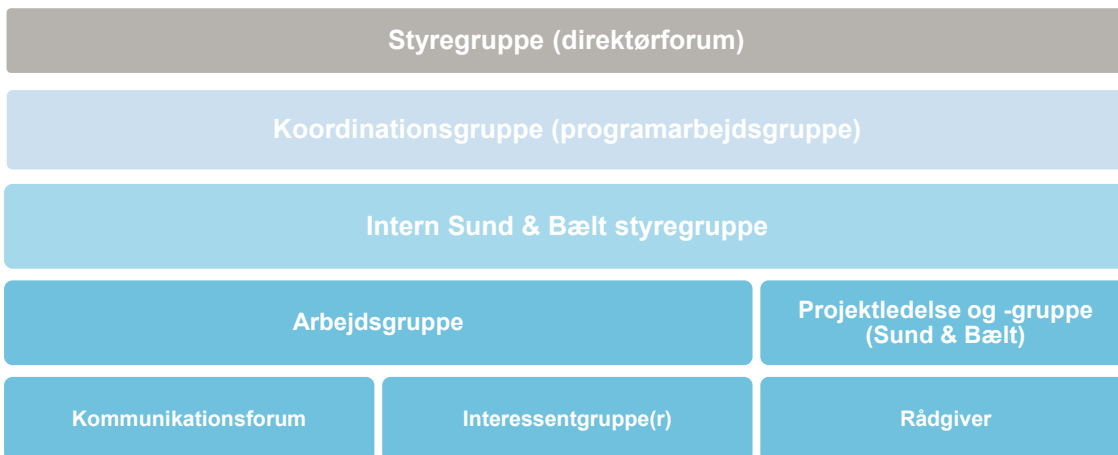 Styregruppe (direktørforum)
Koordinationsgruppe (programarbejdsgruppe)
Intern Sund & Bælt styregruppe
Arbejdsgruppe
Projektledelse og -gruppe
(Sund & Bælt)
Kommunikationsforum
Interessentgruppe(r)
Rådgiver